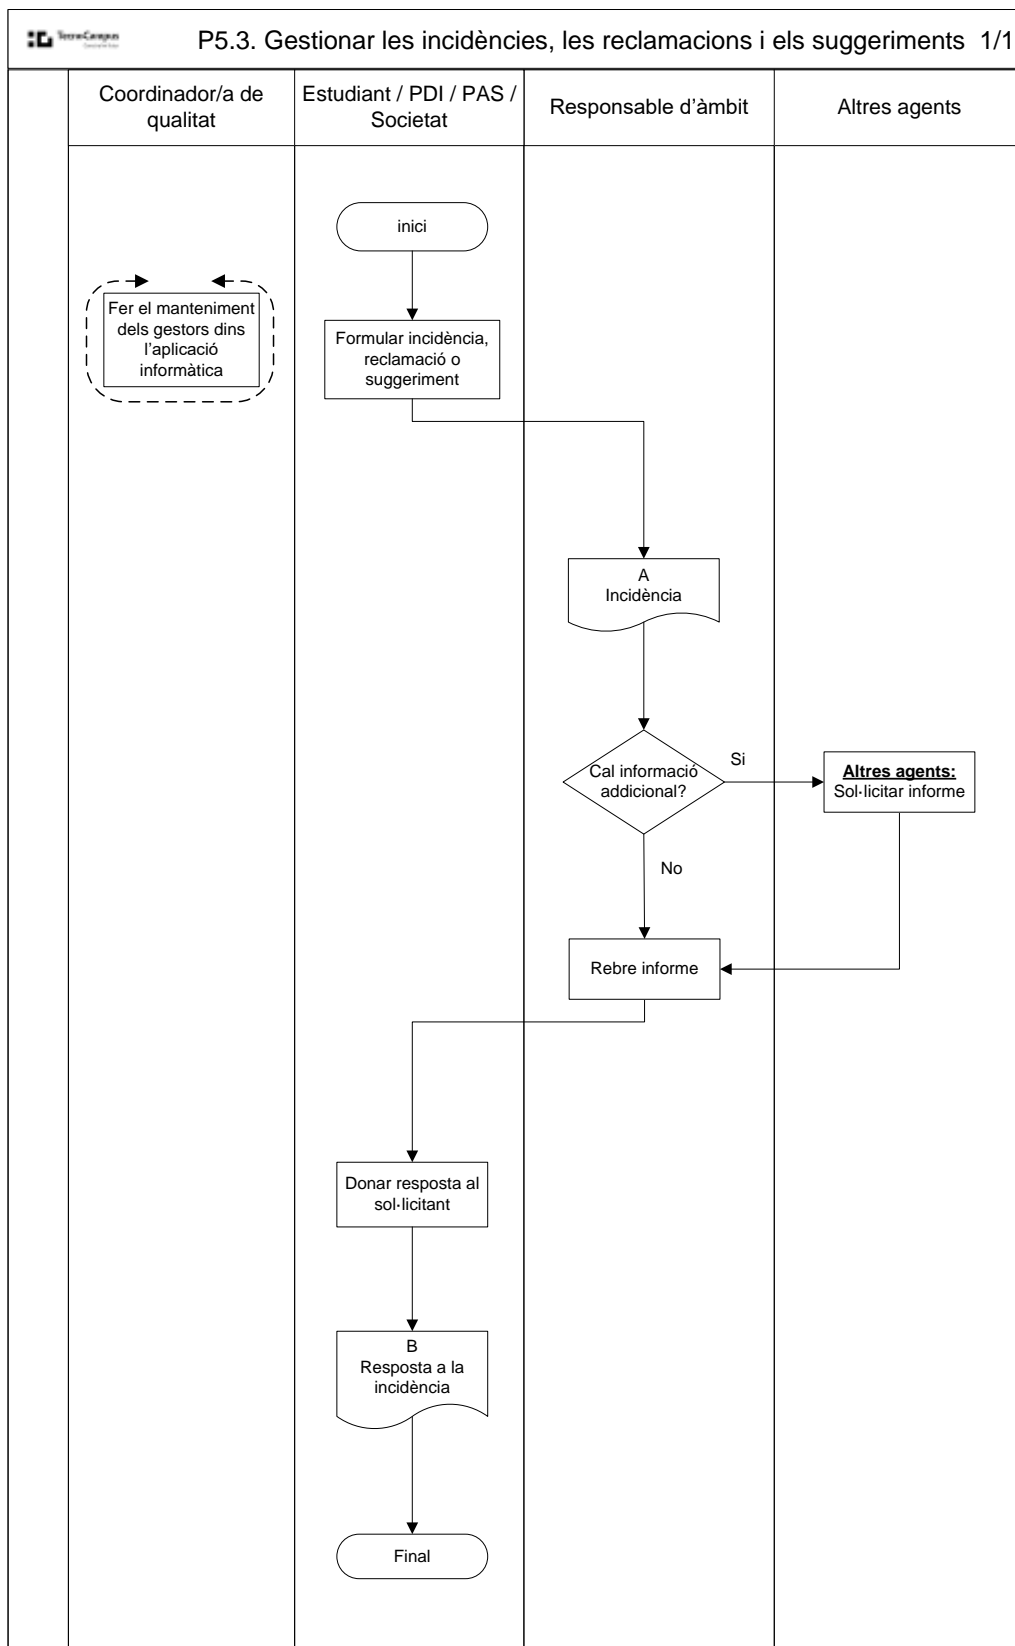 TecnoCampus
P5.3. Gestionar les incidències, les reclamacions i els suggeriments 1/1
Coordinador/a de
qualitat
Estudiant / PDI / PAS /
Societat
Responsable d'àmbit
Altres agents
inici
Fer el manteniment
dels gestors dins
l'aplicació
informàtica
Formular incidència,
reclamació o
suggeriment
A
Incidència
Cal informació
addicional?
Si
Altres agents:
Sol·licitar informe
No
Rebre informe
Donar resposta al
sol·licitant
B
Resposta a la
incidència
Final